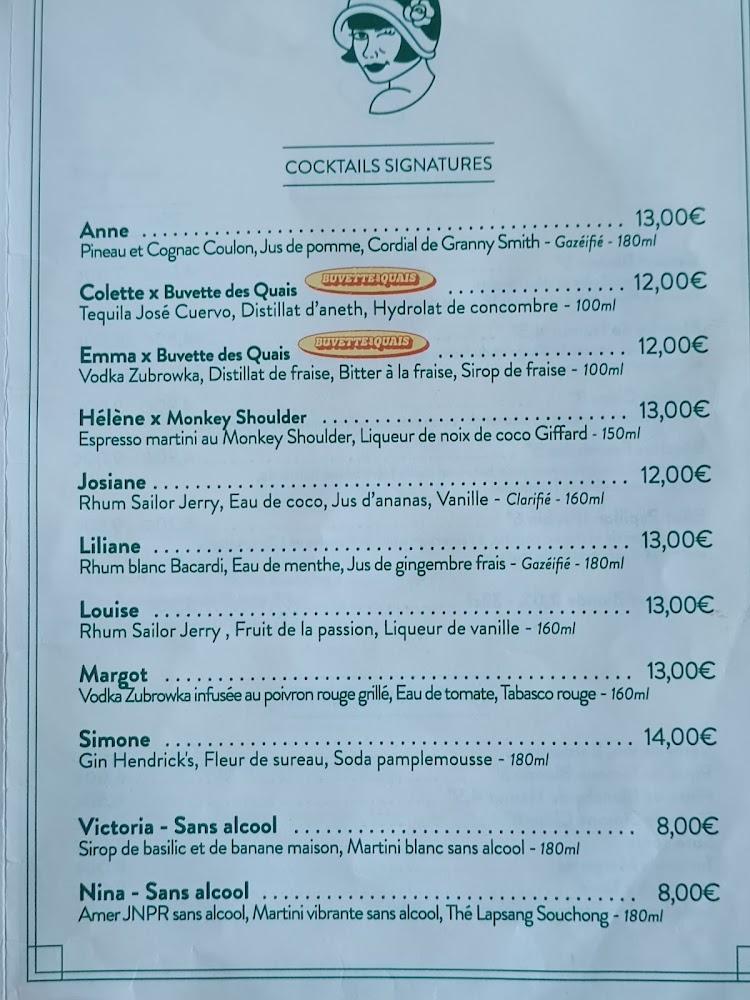 COCKTAILS SIGNATURES
Anne ........................................ 13,00€
Pineau et Cognac Coulon, Jus de pomme, Cordial de Granny Smith - Gazéifié - 180ml
Colette x Buvette des Quais BUVETTE DES QUAIS ................ 12,00€
Tequila José Cuervo, Distillat d'aneth, Hydrolat de concombre - 100ml
Emma x Buvette des Quais BUVETTE DES QUAIS ................ 12,00€
Vodka Zubrowka, Distillat de fraise, Bitter à la fraise, Sirop de fraise - 100ml
Hélène x Monkey Shoulder ........................... 13,00€
Espresso martini au Monkey Shoulder, Liqueur de noix de coco Giffard - 150ml
Josiane ........................................ 12,00€
Rhum Sailor Jerry, Eau de coco, Jus d'ananas, Vanille - Clarifié - 160ml
Liliane ........................................ 13,00€
Rhum blanc Bacardi, Eau de menthe, Jus de gingembre frais - Gazéifié - 180ml
Louise ........................................ 13,00€
Rhum Sailor Jerry , Fruit de la passion, Liqueur de vanille - 160ml
Margot ........................................ 13,00€
Vodka Zubrowka infusée au poivron rouge grillé, Eau de tomate, Tabasco rouge - 160ml
Simone ........................................ 14,00€
Gin Hendrick's, Fleur de sureau, Soda pamplemousse - 180ml
Victoria - Sans alcool .............................. 8,00€
Sirop de basilic et de banane maison, Martini blanc sans alcool - 180ml
Nina - Sans alcool ................................. 8,00€
Amer JNPR sans alcool, Martini vibrante sans alcool, Thé Lapsang Souchong - 180ml